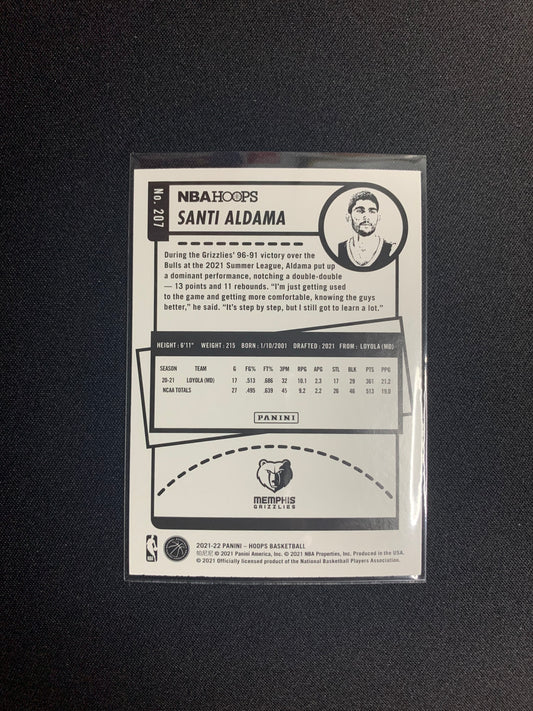 No. 207
NBA HOOPS
SANTI ALDAMA
During the Grizzlies' 96-91 victory over the
Bulls at the 2021 Summer League, Aldama put up
a dominant performance, notching a double-double
— 13 points and 11 rebounds. "I'm just getting used
to the game and getting more comfortable, knowing the guys
better," he said. "It's step by step, but I still got to learn a lot."
HEIGHT: 6'11" WEIGHT: 215 BORN: 1/10/2001 DRAFTED: 2021 FROM: LOYOLA (MD)
SEASON TEAM G FG% FT% 3PM RPG APG STL BLK PTS PPG
20-21 LOYOLA (MD) 17 .513 .686 32 10.1 2.3 17 29 361 21.2
NCAA TOTALS 27 .495 .639 45 9.2 2.2 26 46 513 19.0
PANINI
MEMPHIS
GRIZZLIES
2021-22 PANINI – HOOPS BASKETBALL
帕尼尼 © 2021 Panini America, Inc. © 2021 NBA Properties, Inc. Produced in the USA.
© 2021 Officially licensed product of the National Basketball Players Association.